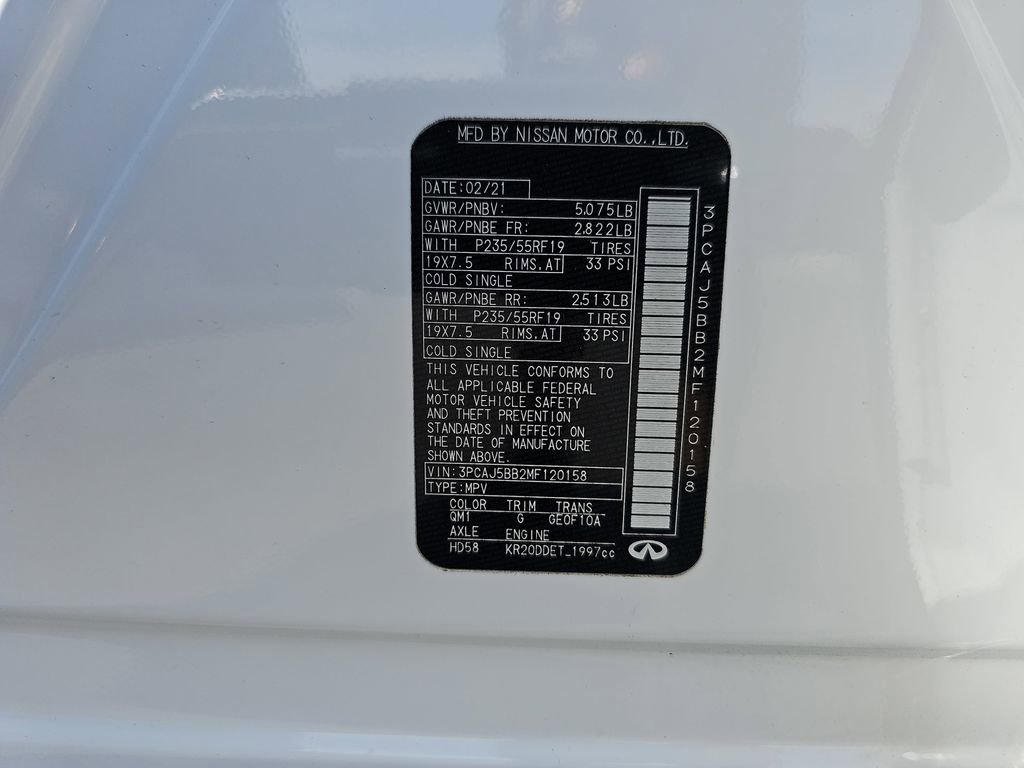 MFD BY NISSAN MOTOR CO.,LTD.
DATE:02/21
GVWR/PNBV: 5.075LB
GAWR/PNBE FR: 2.822LB
WITH P235/55RF19 TIRES
19X7.5 RIMS.AT 33 PSI
COLD SINGLE
GAWR/PNBE RR: 2.513LB
WITH P235/55RF19 TIRES
19X7.5 RIMS.AT 33 PSI
COLD SINGLE
THIS VEHICLE CONFORMS TO
ALL APPLICABLE FEDERAL
MOTOR VEHICLE SAFETY
AND THEFT PREVENTION
STANDARDS IN EFFECT ON
THE DATE OF MANUFACTURE
SHOWN ABOVE.
VIN:3PCAJ5BB2MF120158
TYPE:MPV
COLOR TRIM TRANS
QM1 G GE0F10A
AXLE ENGINE
HD58 KR20DDET_1997cc
3PCAJ5BB2MF120158